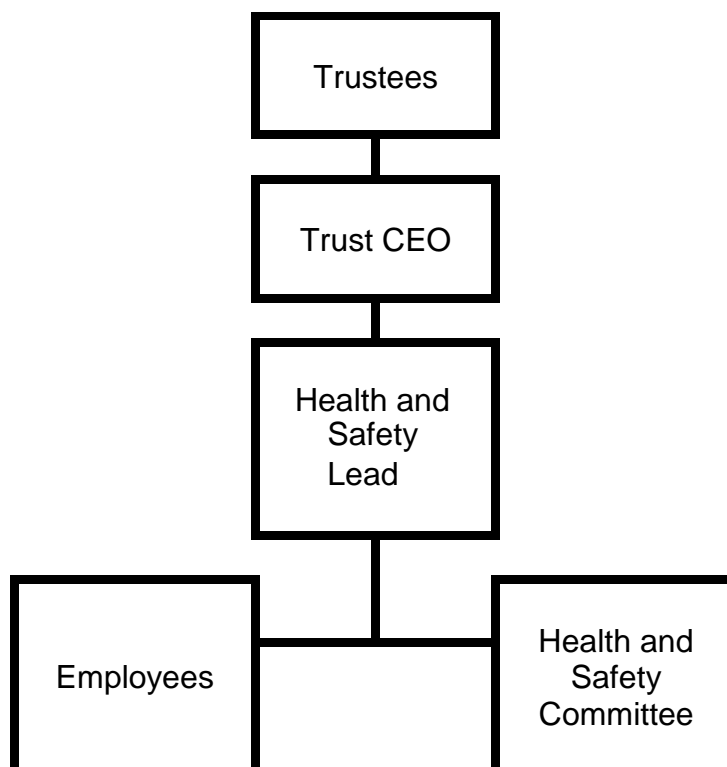 Trustees
Trust CEO
Health and
Safety
Lead
Employees
Health and
Safety
Committee